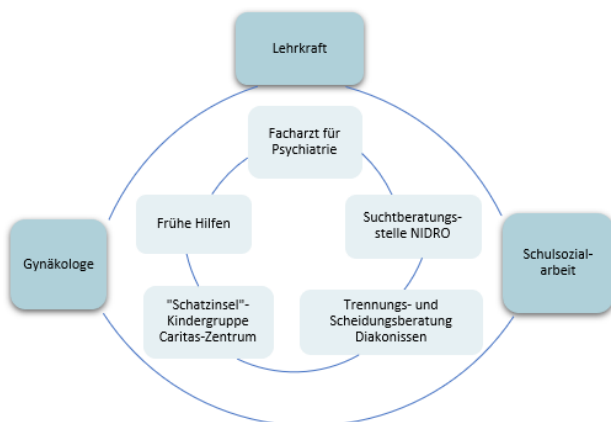 Lehrkraft
Facharzt für
Psychiatrie
Frühe Hilfen
Suchtberatungs-
stelle NIDRO
Gynäkologe
Schulsozial-
arbeit
"Schatzinsel"-
Kindergruppe
Caritas-Zentrum
Trennungs- und
Scheidungsberatung
Diakonissen